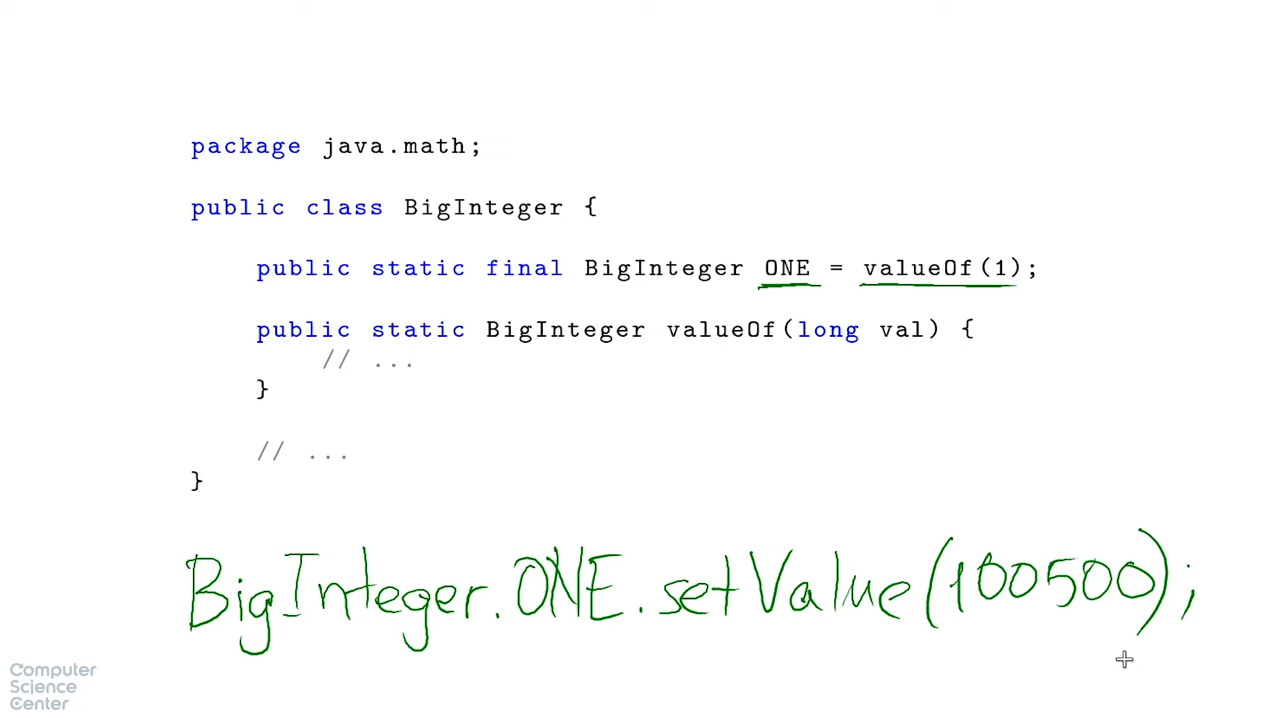 package java.math;
public class BigInteger {
public static final BigInteger ONE = valueOf(1);
public static BigInteger valueOf(long val) {
// ...
}
// ...
}
BigInteger.ONE.setValue(100500);
Computer
Science
Center